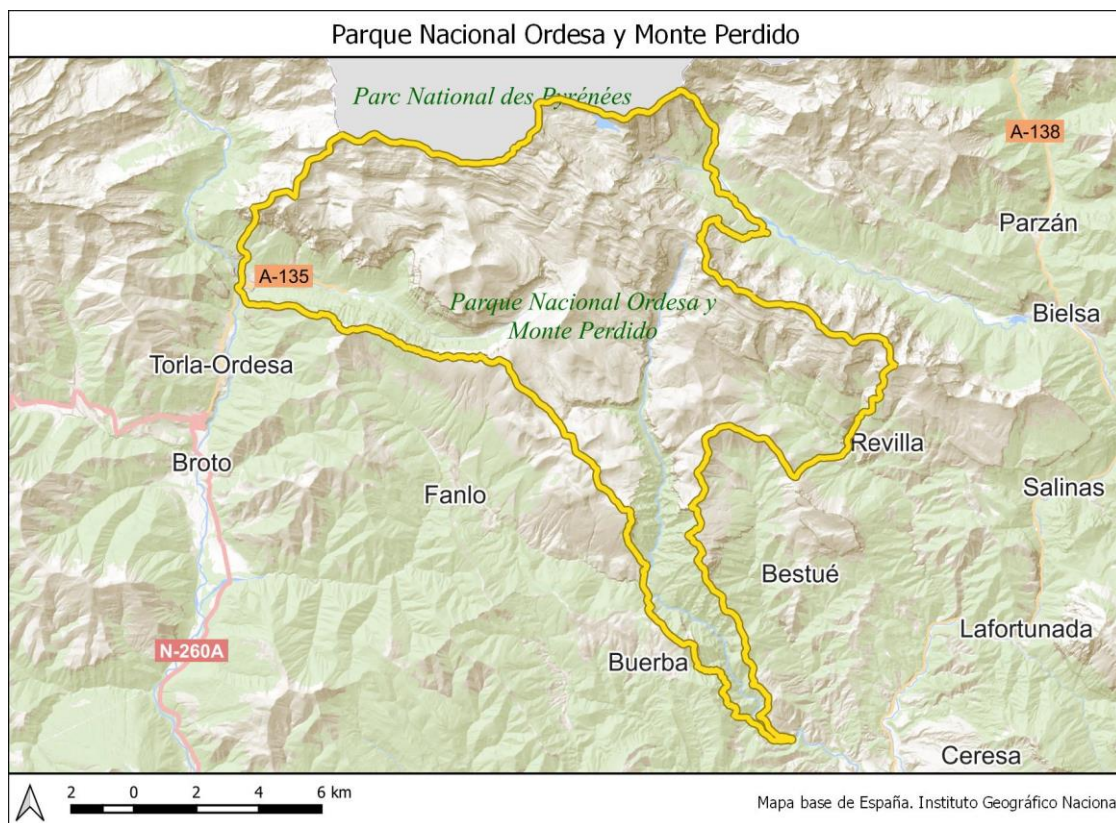 Parque Nacional Ordesa y Monte Perdido
Parc National des Pyrénées
A-138
Parzán
A-135
Parque Nacional Ordesa y
Monte Perdido
Bielsa
Torla-Ordesa
Revilla
Broto
Fanlo
Salinas
Bestué
Lafortunada
N-260A
Buerba
Ceresa
2 0 2 4 6 km
Mapa base de España. Instituto Geográfico Naciona